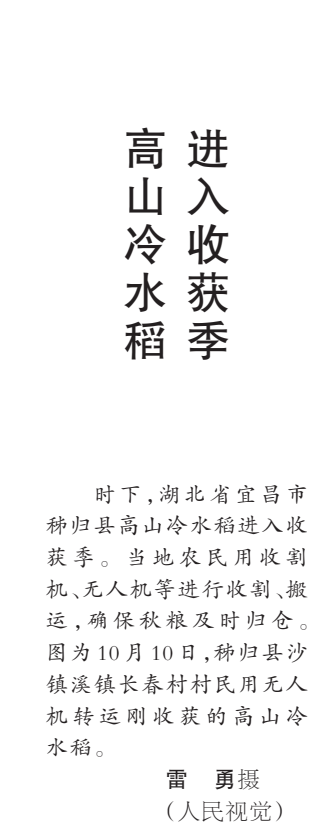 高山冷水稻
进入收获季
时下，湖北省宜昌市
秭归县高山冷水稻进入收
获季。当地农民用收割
机、无人机等进行收割、搬
运，确保秋粮及时归仓。
图为10月10日，秭归县沙
镇溪镇长春村村民用无人
机转运刚收获的高山冷
水稻。
雷　勇摄
（人民视觉）